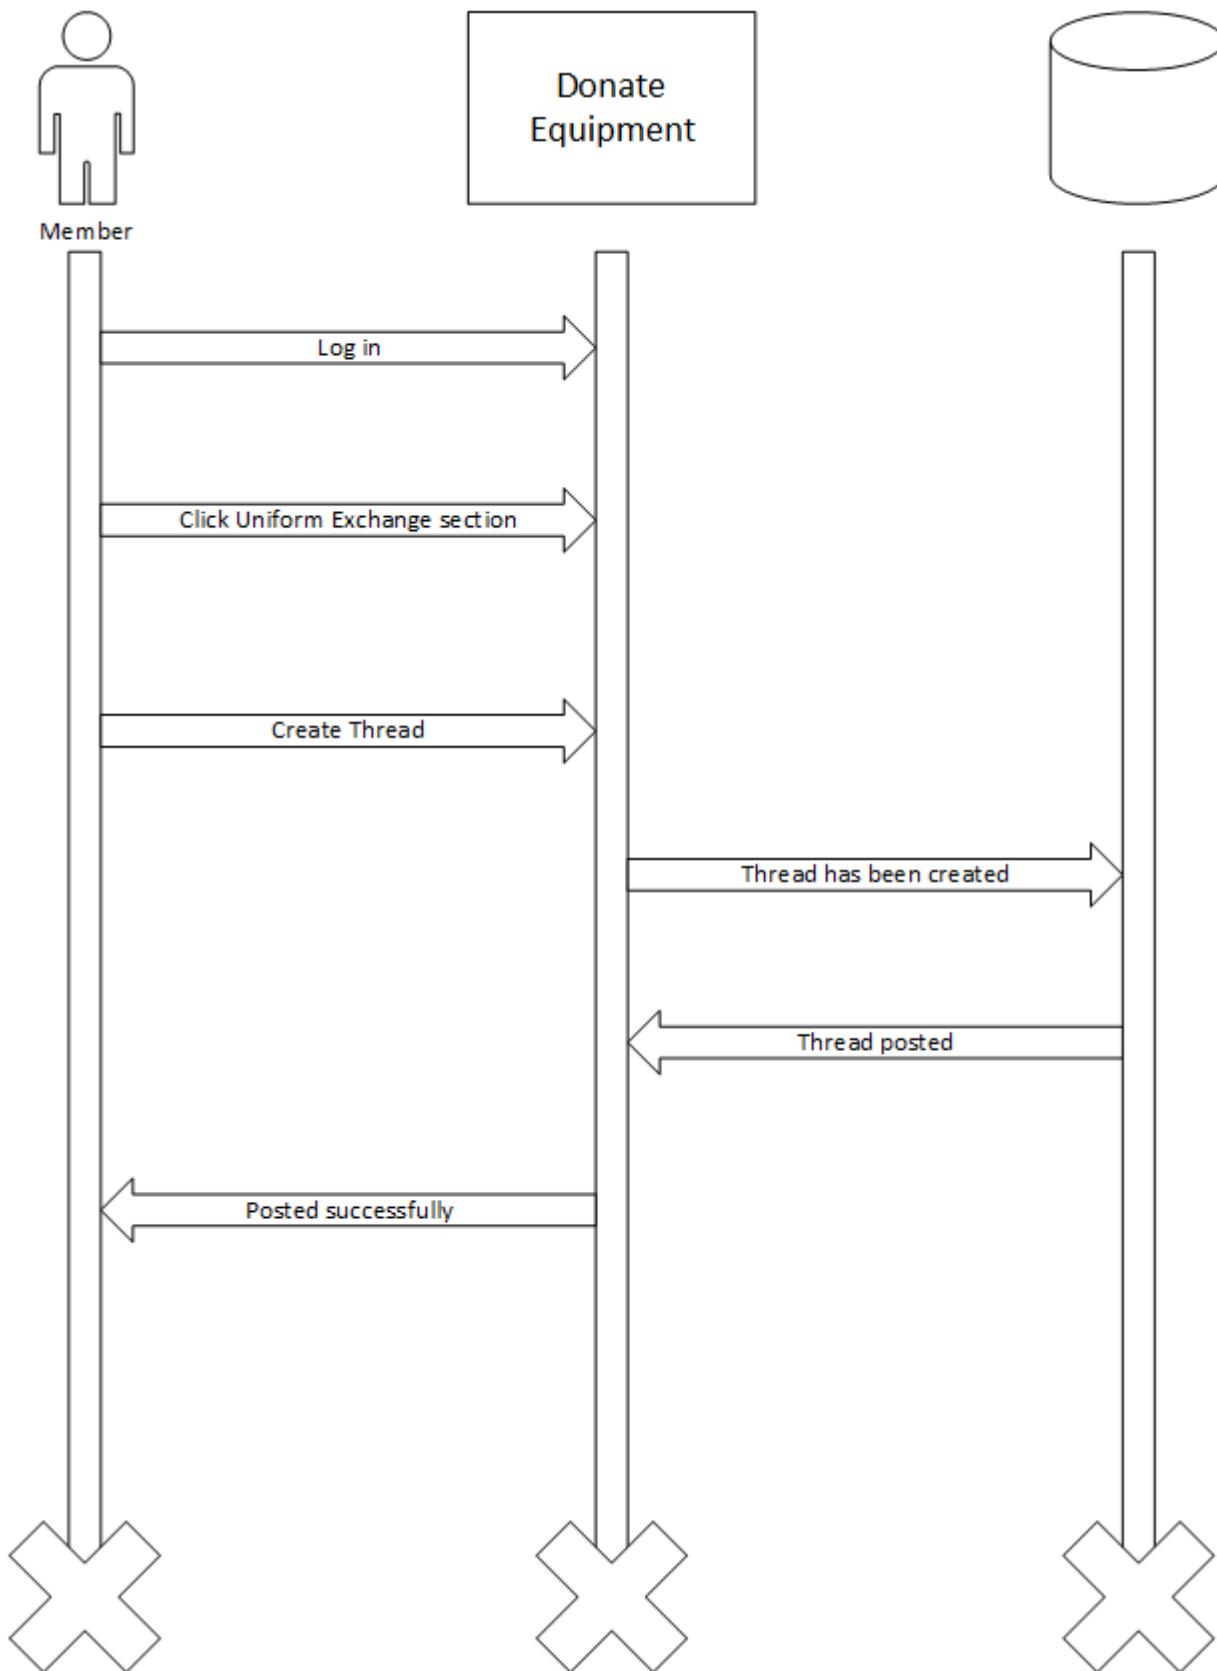 Donate
Equipment
Member
Log in
Click Uniform Exchange section
Create Thread
Thread has been created
Thread posted
Posted successfully